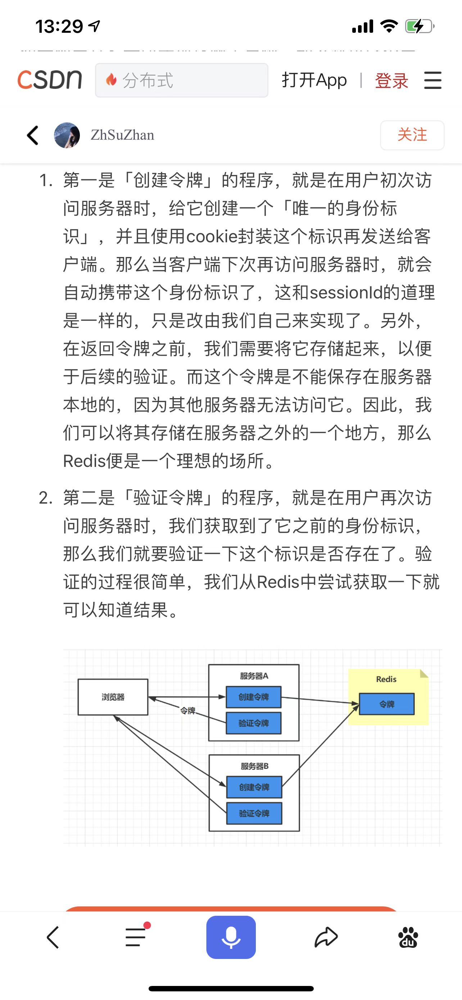 13:29
CSDN
分布式
打开App
登录
ZhSuZhan
关注
1. 第一是「创建令牌」的程序，就是在用户初次访
问服务器时，给它创建一个「唯一的身份标
识」，并且使用cookie封装这个标识再发送给客
户端。那么当客户端下次再访问服务器时，就会
自动携带这个身份标识了，这和sessionId的道理
是一样的，只是改由我们自己来实现了。另外，
在返回令牌之前，我们需要将它存储起来，以便
于后续的验证。而这个令牌是不能保存在服务器
本地的，因为其他服务器无法访问它。因此，我
们可以将其存储在服务器之外的一个地方，那么
Redis便是一个理想的场所。
2. 第二是「验证令牌」的程序，就是在用户再次访
问服务器时，我们获取到了它之前的身份标识，
那么我们就要验证一下这个标识是否存在了。验
证的过程很简单，我们从Redis中尝试获取一下就
可以知道结果。
服务器A
Redis
浏览器
创建令牌
令牌
令牌
验证令牌
服务器B
创建令牌
验证令牌
du